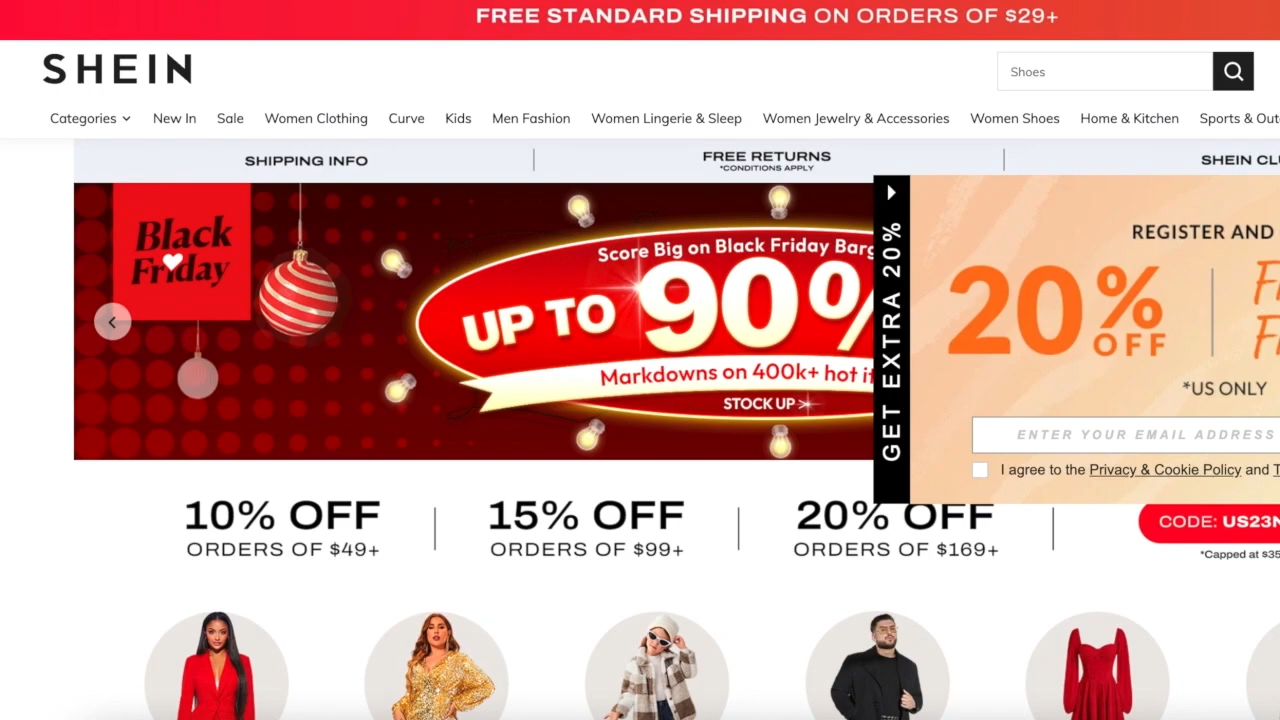 FREE STANDARD SHIPPING ON ORDERS OF $29+
SHEIN
Shoes
Categories New In Sale Women Clothing Curve Kids Men Fashion Women Lingerie & Sleep Women Jewelry & Accessories Women Shoes Home & Kitchen Sports &
SHIPPING INFO
FREE RETURNS
*CONDITIONS APPLY
SHEIN
Black
Friday
Score Big on Black Friday
UP TO 90%
Markdowns on 400k+ hot
STOCK UP >
GET EXTRA 20%
REGISTER AND
20%
OFF
*US ONLY
ENTER YOUR EMAIL ADDRESS
I agree to the Privacy & Cookie Policy and
10% OFF
ORDERS OF $49+
15% OFF
ORDERS OF $99+
20% OFF
ORDERS OF $169+
CODE: US23N
*Capped at $35